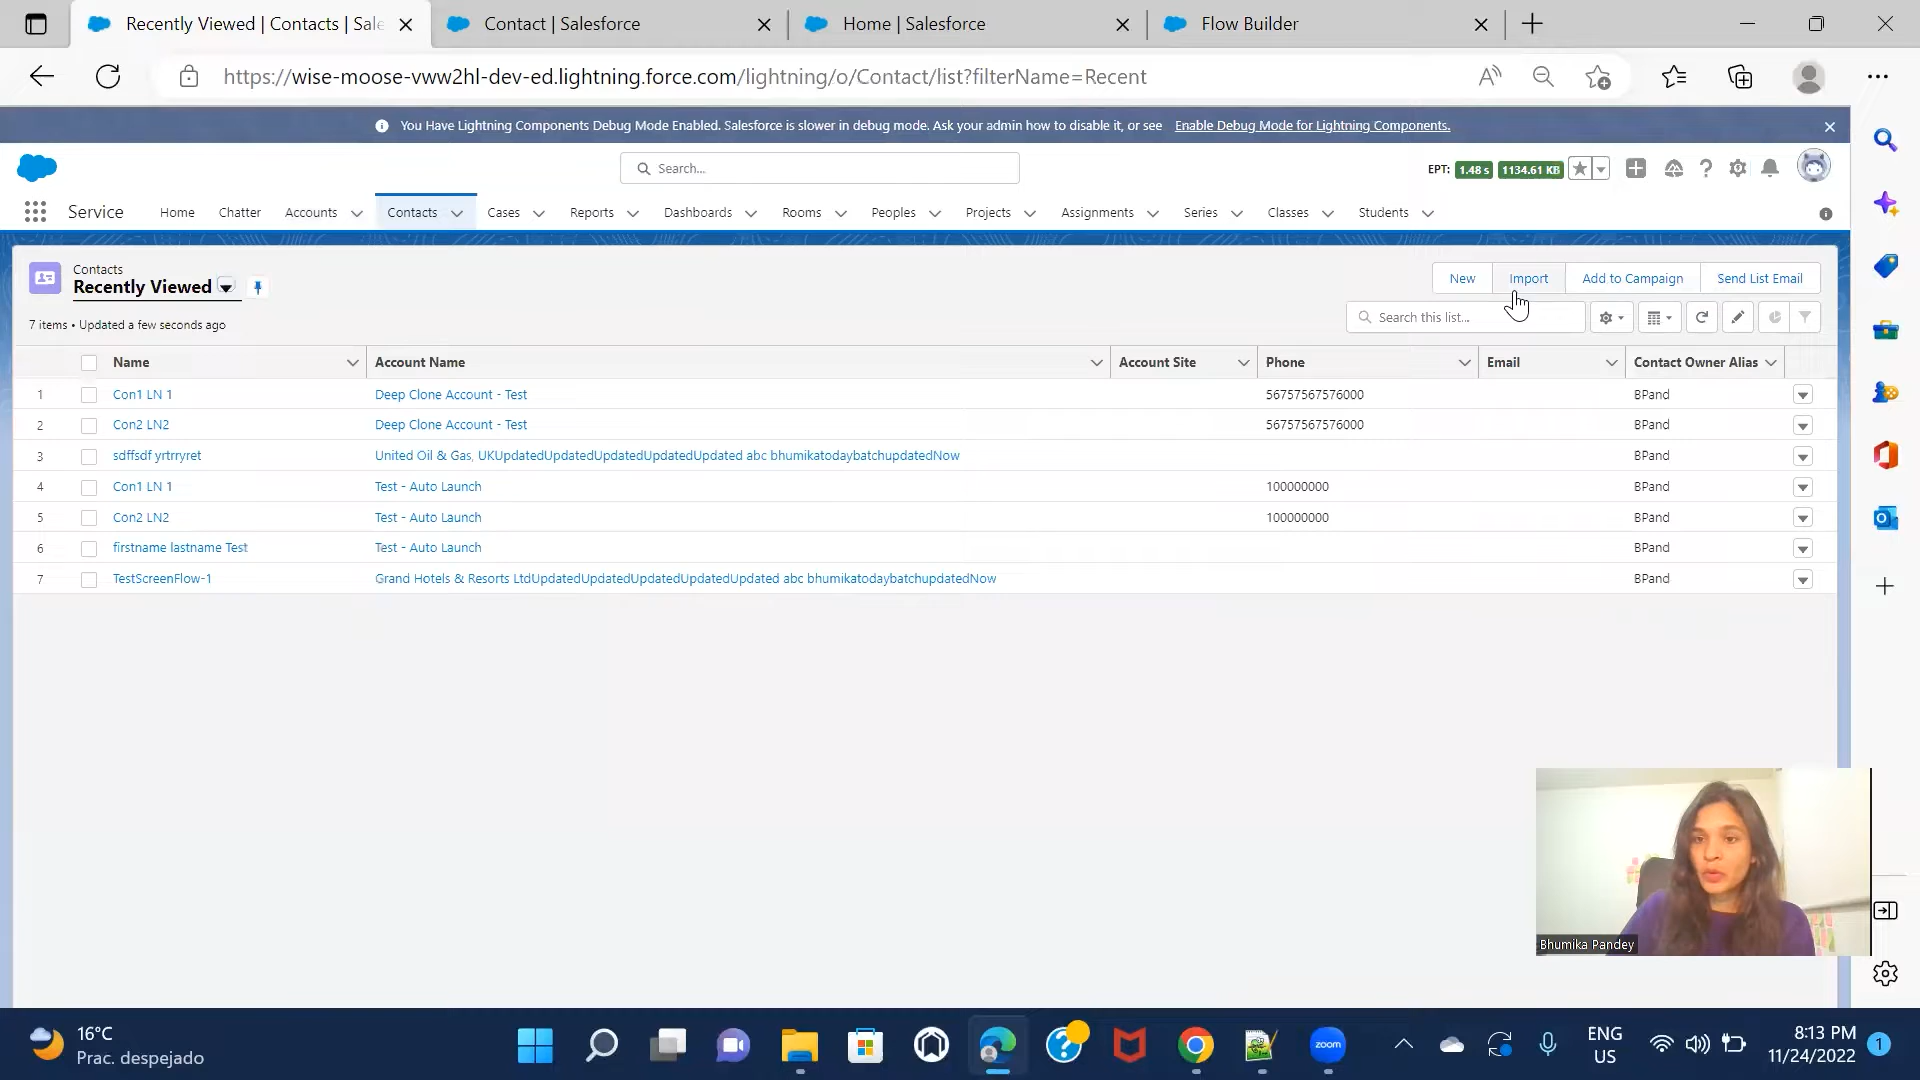 Recently Viewed | Contacts | Sale
Contact | Salesforce
Home | Salesforce
Flow Builder
https://wise-moose-vww2hl-dev-ed.lightning.force.com/lightning/o/Contact/list?filterName=Recent
You Have Lightning Components Debug Mode Enabled. Salesforce is slower in debug mode. Ask your admin how to disable it, or see Enable Debug Mode for Lightning Components.
Search...
EPT: 1.48 s 1134.61 KB
Service Home Chatter Accounts Contacts Cases Reports Dashboards Rooms Peoples Projects Assignments Series Classes Students
Contacts
Recently Viewed
New Import Add to Campaign Send List Email
7 items • Updated a few seconds ago
Search this list...
Name Account Name Account Site Phone Email Contact Owner Alias
1 Con1 LN 1 Deep Clone Account - Test 56757567576000 BPand
2 Con2 LN2 Deep Clone Account - Test 56757567576000 BPand
3 sdffsdf yrtrryret United Oil & Gas, UKUpdatedUpdatedUpdatedUpdatedUpdated abc bhumikatodaybatchupdatedNow BPand
4 Con1 LN 1 Test - Auto Launch 100000000 BPand
5 Con2 LN2 Test - Auto Launch 100000000 BPand
6 firstname lastname Test Test - Auto Launch BPand
7 TestScreenFlow-1 Grand Hotels & Resorts LtdUpdatedUpdatedUpdatedUpdatedUpdated abc bhumikatodaybatchupdatedNow BPand
Bhumika Pandey
16°C
Prac. despejado
zoom
ENG
US
8:13 PM
11/24/2022
1